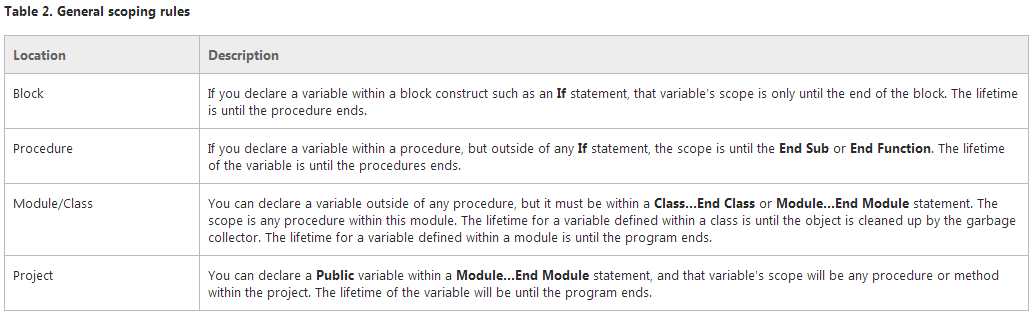 Table 2. General scoping rules
Location
Description
Block
If you declare a variable within a block construct such as an If statement, that variable's scope is only until the end of the block. The lifetime
is until the procedure ends.
Procedure
If you declare a variable within a procedure, but outside of any If statement, the scope is until the End Sub or End Function. The lifetime
of the variable is until the procedures ends.
Module/Class
You can declare a variable outside of any procedure, but it must be within a Class...End Class or Module...End Module statement. The
scope is any procedure within this module. The lifetime for a variable defined within a class is until the object is cleaned up by the garbage
collector. The lifetime for a variable defined within a module is until the program ends.
Project
You can declare a Public variable within a Module...End Module statement, and that variable's scope will be any procedure or method
within the project. The lifetime of the variable will be until the program ends.